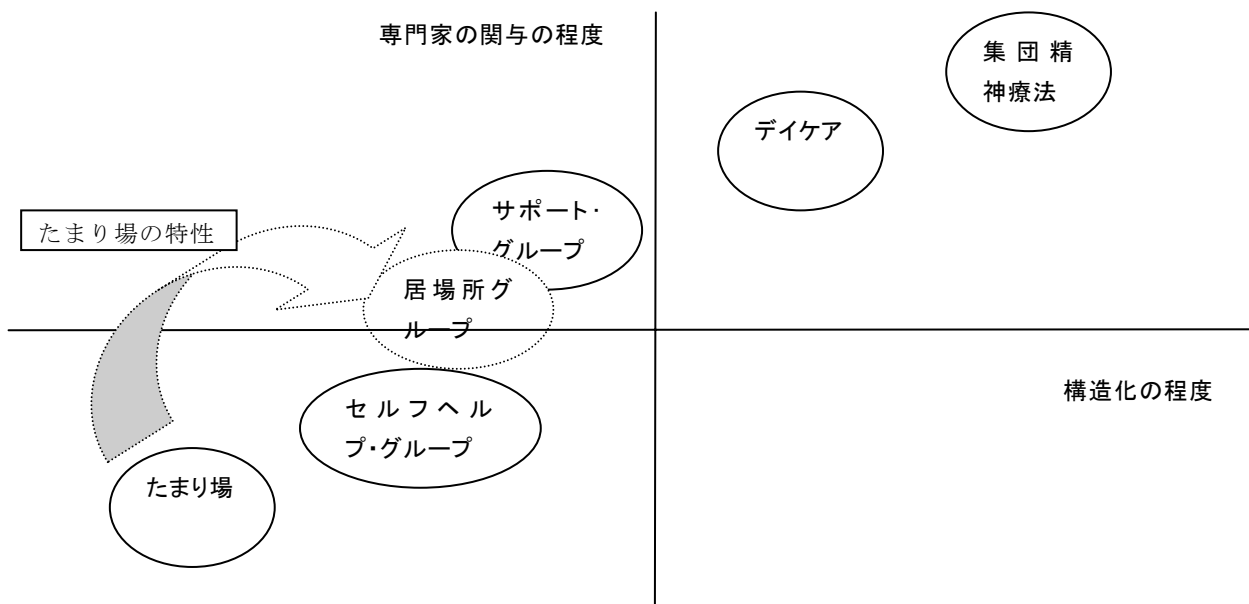 専門家の関与の程度
集団精
神療法
デイケア
サポート・
グループ
たまり場の特性
居場所グ
ループ
構造化の程度
セルフヘル
プ・グループ
たまり場